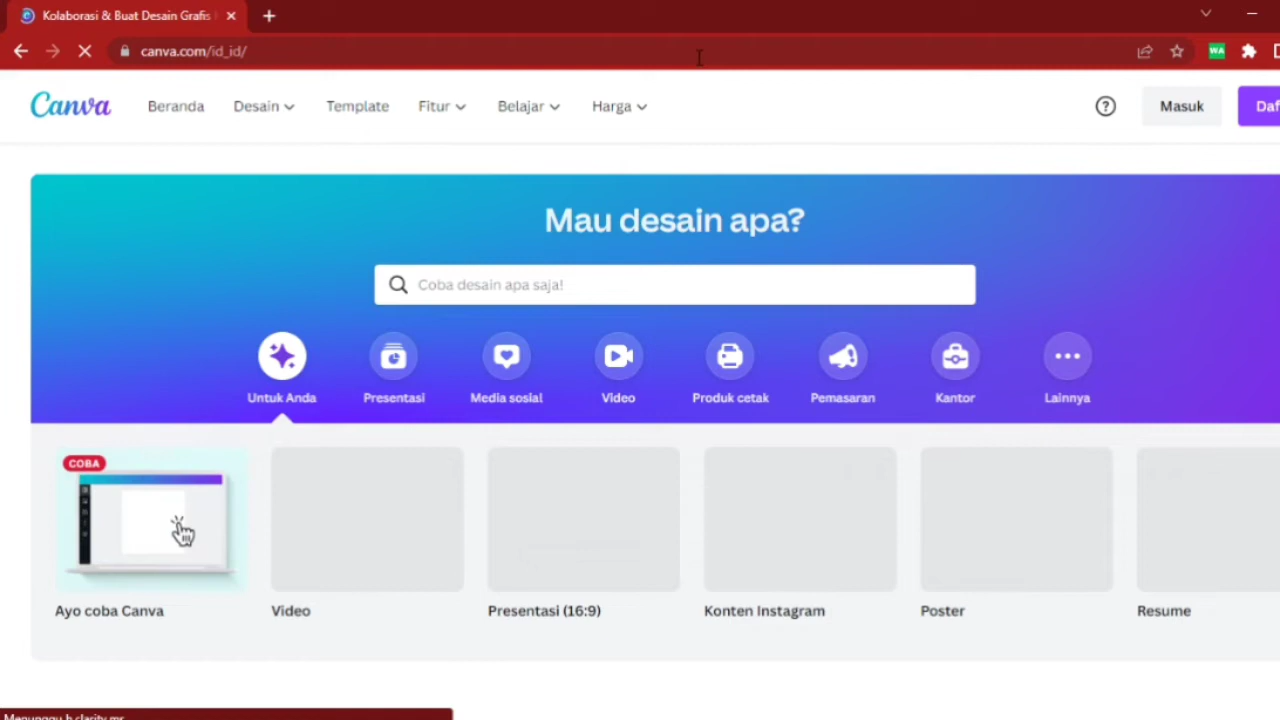 Kolaborasi & Buat Desain Grafis
canva.com/id_id/
WA
Canva
Beranda
Desain
Template
Fitur
Belajar
Harga
Masuk
Daf
Mau desain apa?
Coba desain apa saja!
Untuk Anda
Presentasi
Media sosial
Video
Produk cetak
Pemasaran
Kantor
Lainnya
COBA
Ayo coba Canva
Video
Presentasi (16:9)
Konten Instagram
Poster
Resume